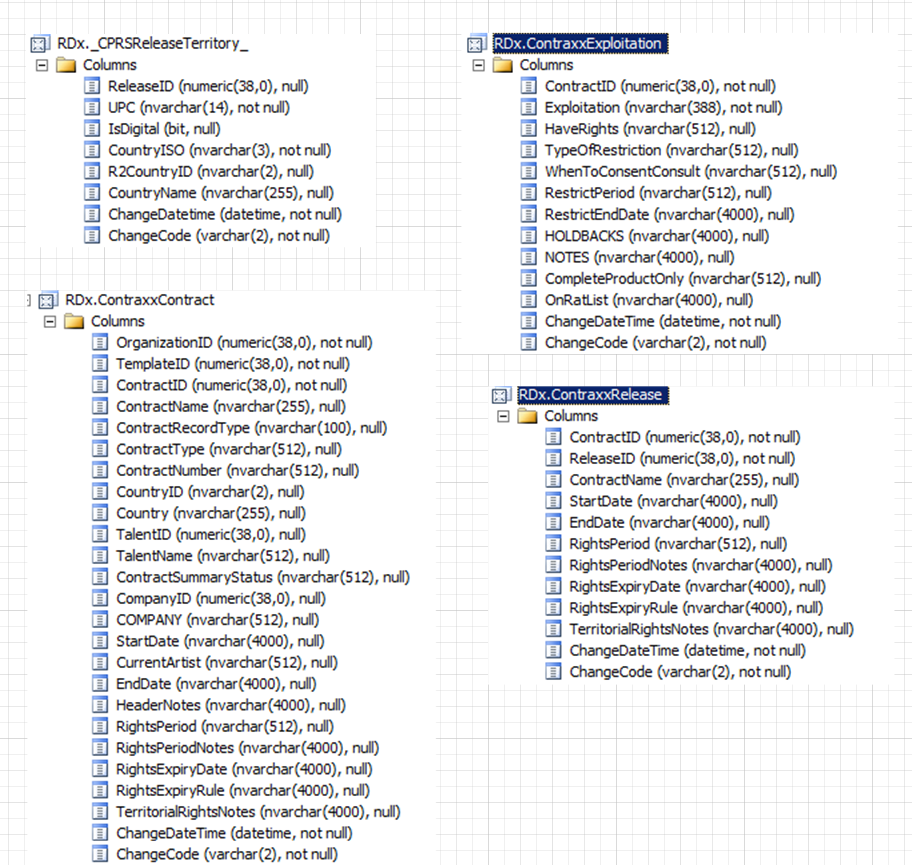 RDx._CPRSReleaseTerritory_
Columns
ReleaseID (numeric(38,0), null)
UPC (nvarchar(14), not null)
IsDigital (bit, null)
CountryISO (nvarchar(3), not null)
R2CountryID (nvarchar(2), null)
CountryName (nvarchar(255), null)
ChangeDatetime (datetime, not null)
ChangeCode (varchar(2), not null)
RDx.ContraxxContract
Columns
OrganizationID (numeric(38,0), not null)
TemplateID (numeric(38,0), not null)
ContractID (numeric(38,0), not null)
ContractName (nvarchar(255), null)
ContractRecordType (nvarchar(100), null)
ContractType (nvarchar(512), null)
ContractNumber (nvarchar(512), null)
CountryID (nvarchar(2), null)
Country (nvarchar(255), null)
TalentID (numeric(38,0), null)
TalentName (nvarchar(512), null)
ContractSummaryStatus (nvarchar(512), null)
CompanyID (numeric(38,0), null)
COMPANY (nvarchar(512), null)
StartDate (nvarchar(4000), null)
CurrentArtist (nvarchar(512), null)
EndDate (nvarchar(4000), null)
HeaderNotes (nvarchar(4000), null)
RightsPeriod (nvarchar(512), null)
RightsPeriodNotes (nvarchar(4000), null)
RightsExpiryDate (nvarchar(4000), null)
RightsExpiryRule (nvarchar(4000), null)
TerritorialRightsNotes (nvarchar(4000), null)
ChangeDateTime (datetime, not null)
ChangeCode (varchar(2), not null)
RDx.ContraxxExploitation
Columns
ContractID (numeric(38,0), not null)
Exploitation (nvarchar(388), not null)
HaveRights (nvarchar(512), null)
TypeOfRestriction (nvarchar(512), null)
WhenToConsentConsult (nvarchar(512), null)
RestrictPeriod (nvarchar(512), null)
RestrictEndDate (nvarchar(4000), null)
HOLDBACKS (nvarchar(4000), null)
NOTES (nvarchar(4000), null)
CompleteProductOnly (nvarchar(512), null)
OnRatList (nvarchar(4000), null)
ChangeDateTime (datetime, not null)
ChangeCode (varchar(2), not null)
RDx.ContraxxRelease
Columns
ContractID (numeric(38,0), not null)
ReleaseID (numeric(38,0), not null)
ContractName (nvarchar(255), null)
StartDate (nvarchar(4000), null)
EndDate (nvarchar(4000), null)
RightsPeriod (nvarchar(512), null)
RightsPeriodNotes (nvarchar(4000), null)
RightsExpiryDate (nvarchar(4000), null)
RightsExpiryRule (nvarchar(4000), null)
TerritorialRightsNotes (nvarchar(4000), null)
ChangeDateTime (datetime, not null)
ChangeCode (varchar(2), not null)